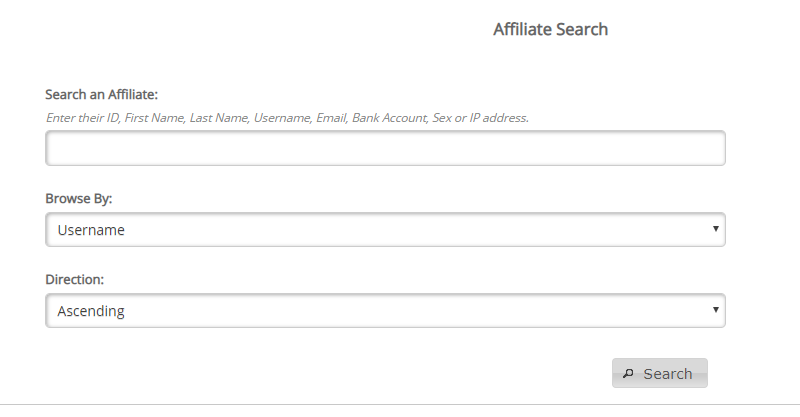 Affiliate Search
Search an Affiliate:
Enter their ID, First Name, Last Name, Username, Email, Bank Account, Sex or IP address.
Browse By:
Username
Direction:
Ascending
Search